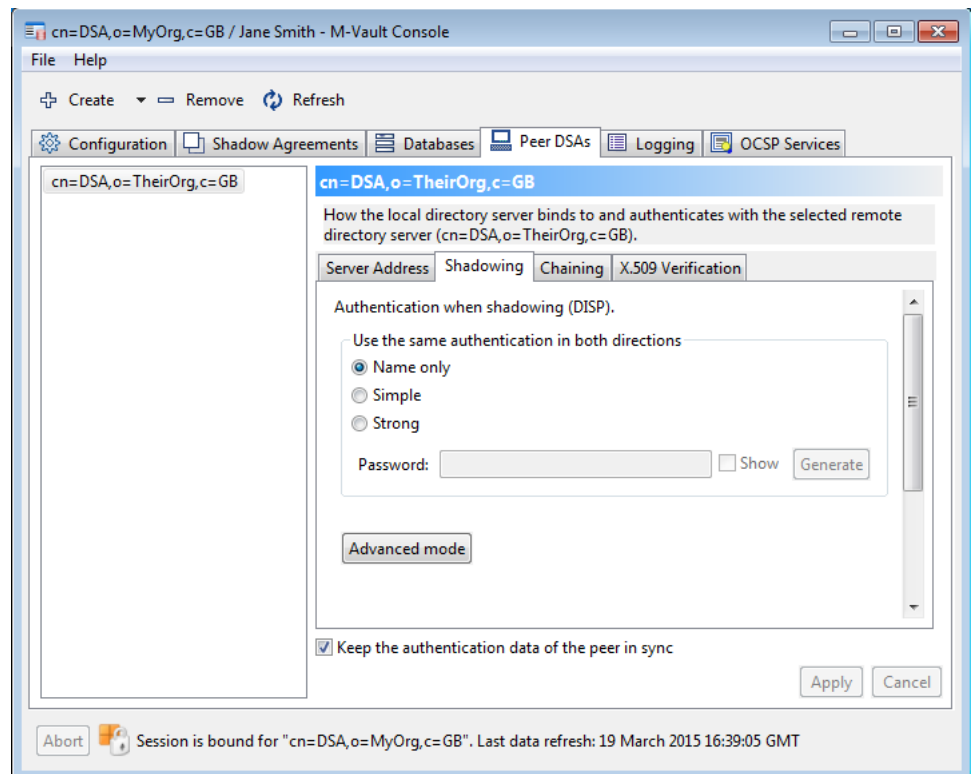 cn=DSA,o=MyOrg,c=GB / Jane Smith - M-Vault Console
File Help
Create Remove Refresh
Configuration Shadow Agreements Databases Peer DSAs Logging OCSP Services
cn=DSA,o=TheirOrg,c=GB
cn=DSA,o=TheirOrg,c=GB
How the local directory server binds to and authenticates with the selected remote
directory server (cn=DSA,o=TheirOrg,c=GB).
Server Address Shadowing Chaining X.509 Verification
Authentication when shadowing (DISP).
Use the same authentication in both directions
Name only
Simple
Strong
Password: Show Generate
Advanced mode
Keep the authentication data of the peer in sync
Apply Cancel
Abort Session is bound for "cn=DSA,o=MyOrg,c=GB". Last data refresh: 19 March 2015 16:39:05 GMT